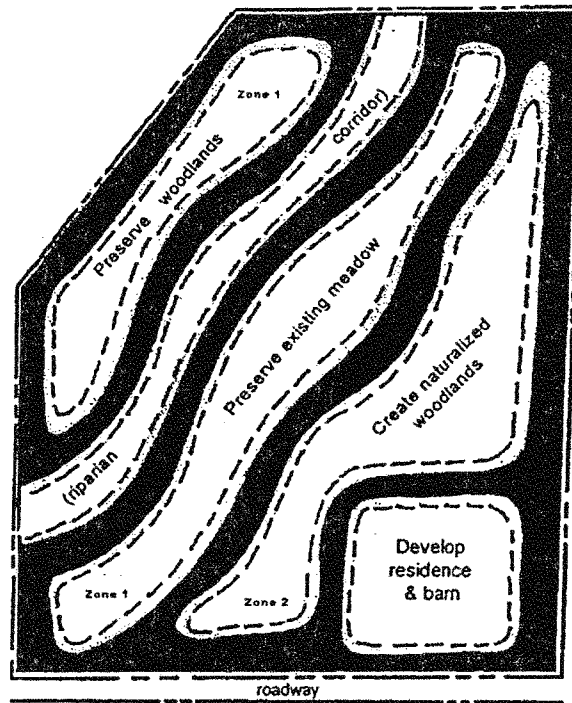 Zone 1
Preserve woodlands
(riparian
corridor)
Preserve existing meadow
Zone 1
Create naturalized
woodlands
Zone 2
Develop
residence
& barn
roadway